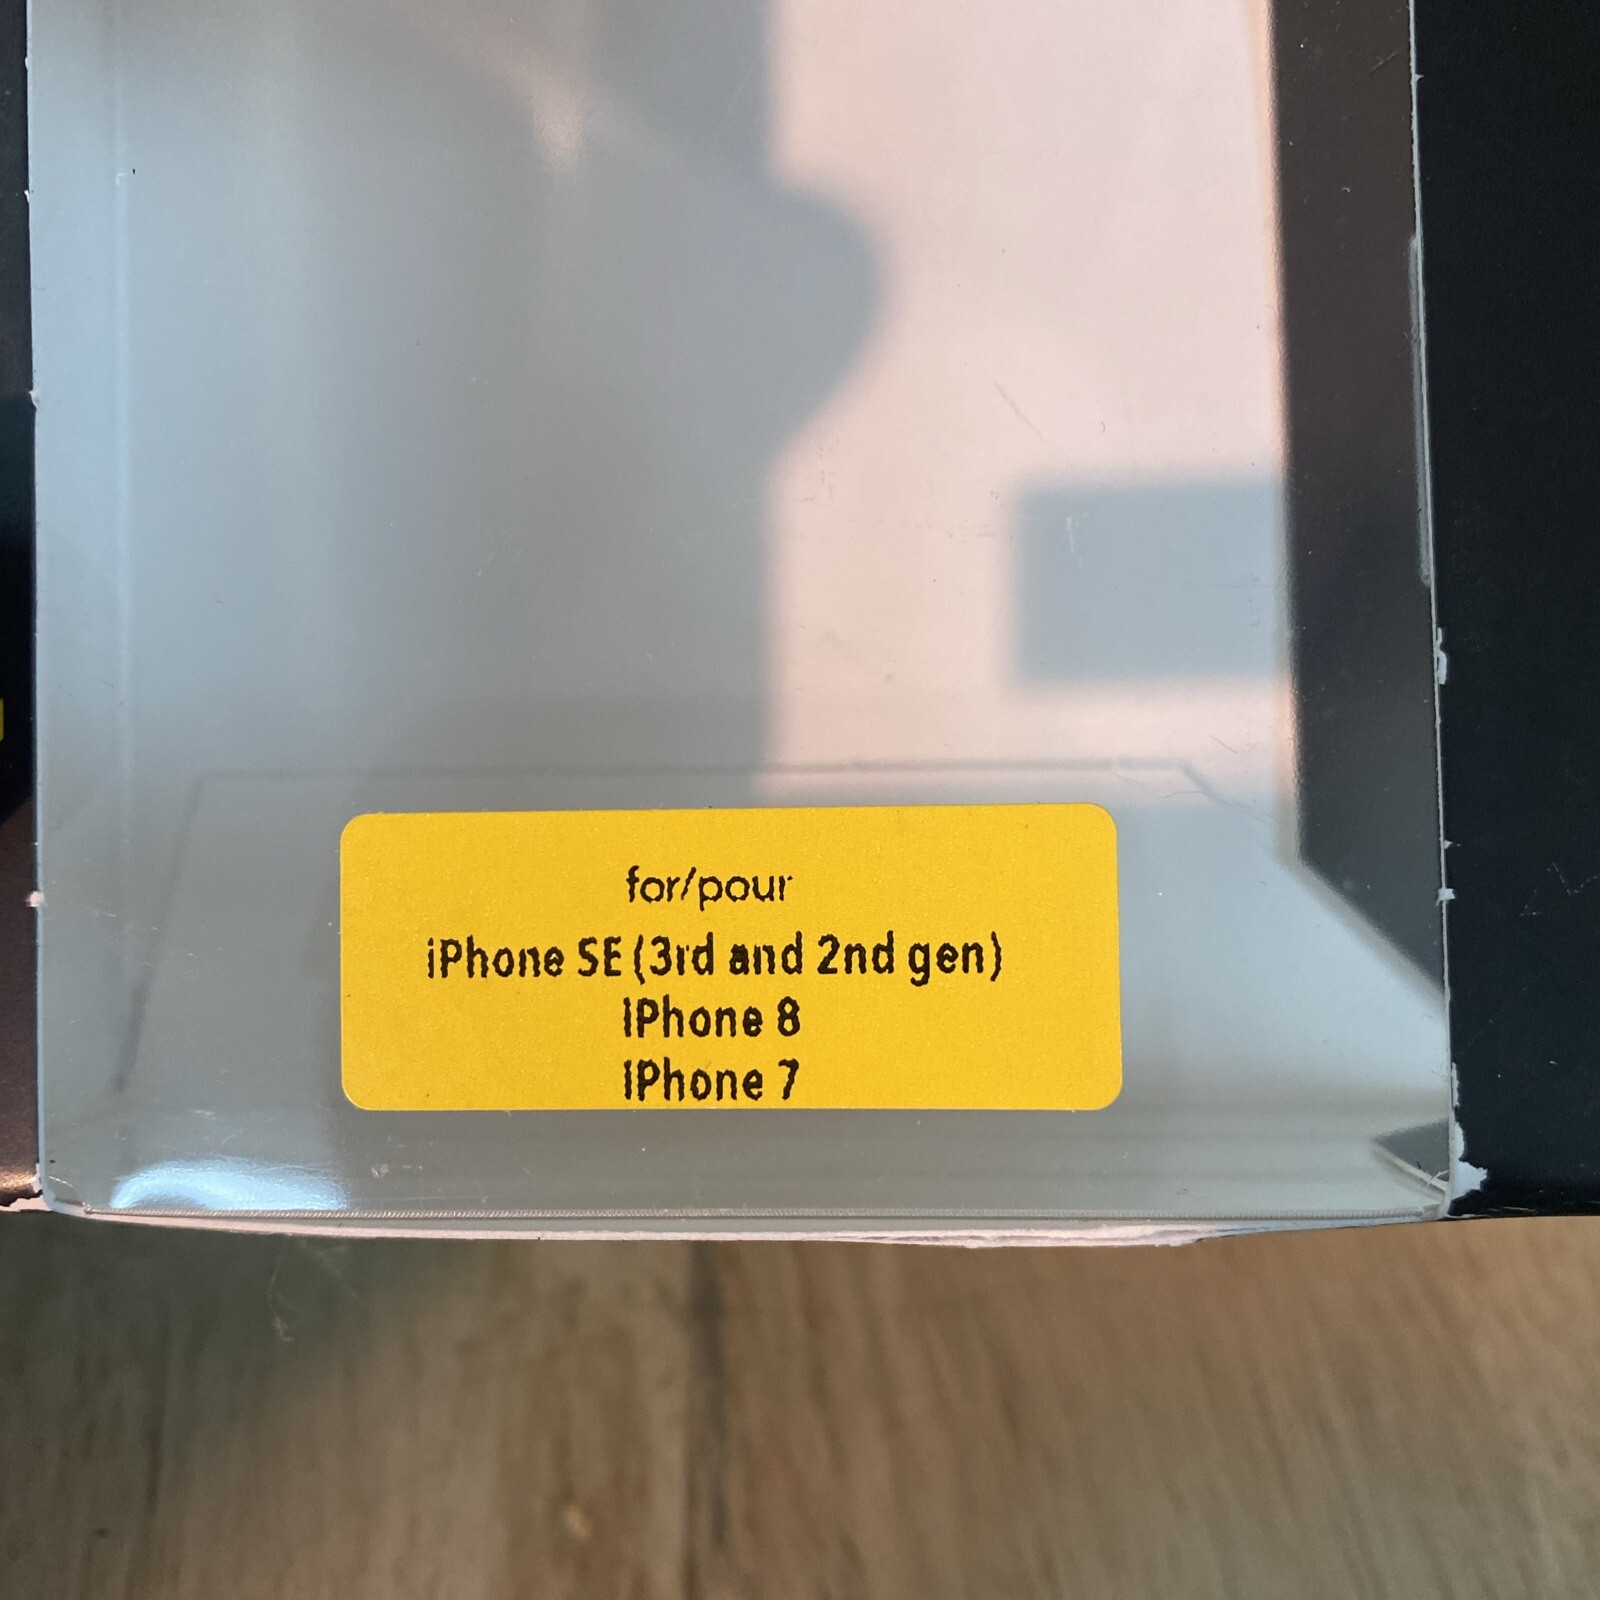 for/pour
iPhone SE (3rd and 2nd gen)
iPhone 8
iPhone 7